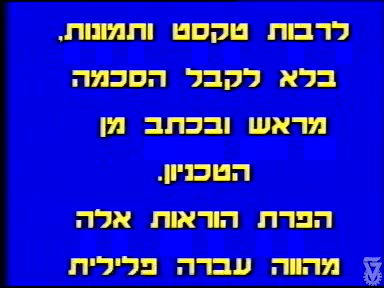 לרבות טקסט ותמונות,
בלא לקבל הסכמה
מראש ובכתב מן
הטכניון.
הפרת הוראות אלה
מהווה עברה פלילית